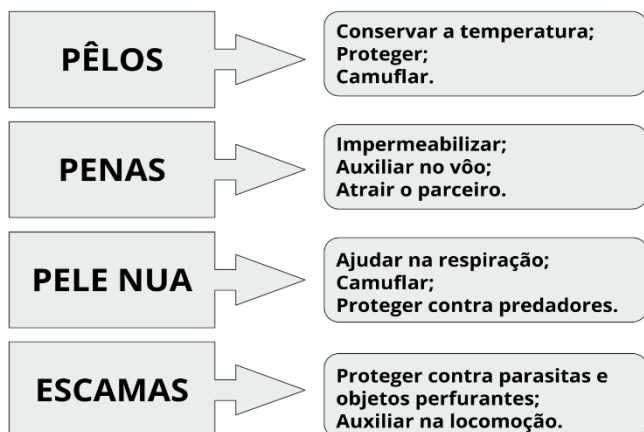 PÊLOS
Conservar a temperatura;
Proteger;
Camuflar.
PENAS
Impermeabilizar;
Auxiliar no vôo;
Atrair o parceiro.
PELE NUA
Ajudar na respiração;
Camuflar;
Proteger contra predadores.
ESCAMAS
Proteger contra parasitas e
objetos perfurantes;
Auxiliar na locomoção.